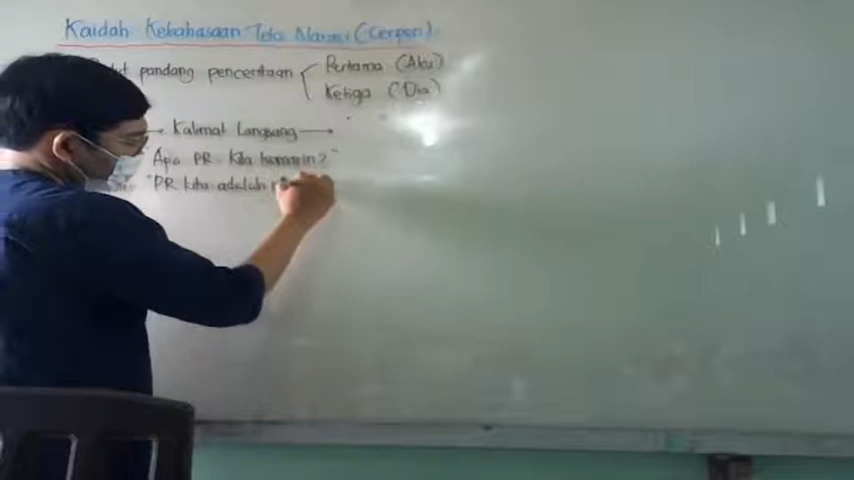 Kaidah Kebahasaan Teks Narasi (Cerpen)
pandang penceritaan
Pertama (Aku)
Ketiga (Dia)
Kalimat Langsung
"Apa PR kita kemarin?"
"PR kita adalah